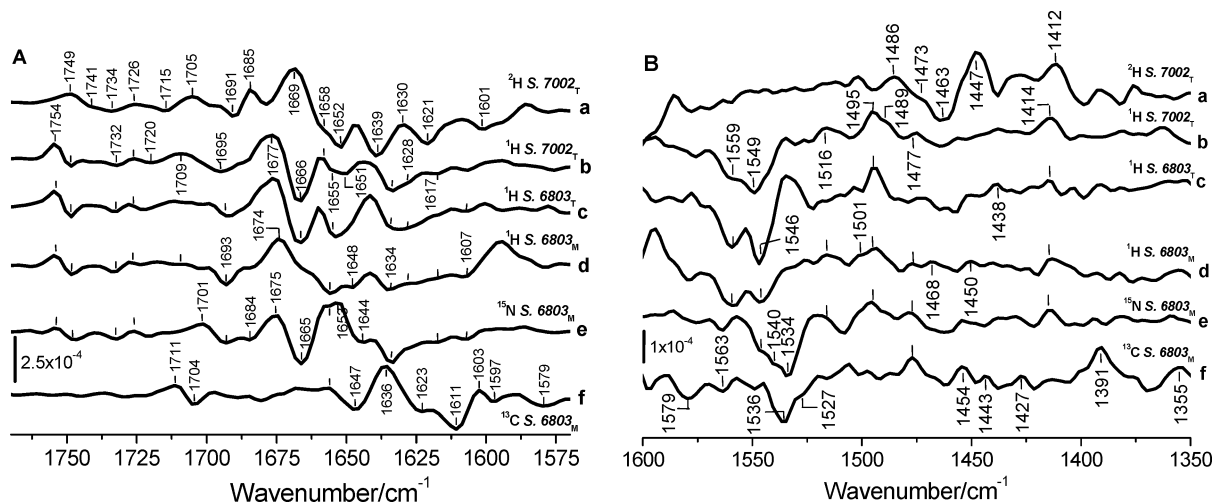 A
1749
1741
1734
1726
1715
1705
1691
1685
1669
1658
1652
1639
1630
1621
1601
²H S. 7002T
a
1754
1732
1720
1709
1695
1677
1666
1655
1651
1628
1617
¹H S. 7002T
b
¹H S. 6803T
c
1693
1674
1648
1634
1607
¹H S. 6803M
d
1701
1684
1675
1665
1653
1644
¹⁵N S. 6803M
e
2.5x10⁻⁴
1711
1704
1647
1636
1623
1611
1603
1597
1579
f
¹³C S. 6803M
1750 1725 1700 1675 1650 1625 1600 1575
Wavenumber/cm⁻¹
B
1486
1473
1463
1447
1412
²H S. 7002T
a
1559
1549
1516
1495
1489
1477
1414
¹H S. 7002T
b
¹H S. 6803T
c
1546
1501
1438
¹H S. 6803M
d
1468
1450
¹⁵N S. 6803M
e
1x10⁻⁴
1563
1540
1534
¹³C S. 6803M
f
1579
1536
1527
1454
1443
1427
1391
1355
1600 1550 1500 1450 1400 1350
Wavenumber/cm⁻¹